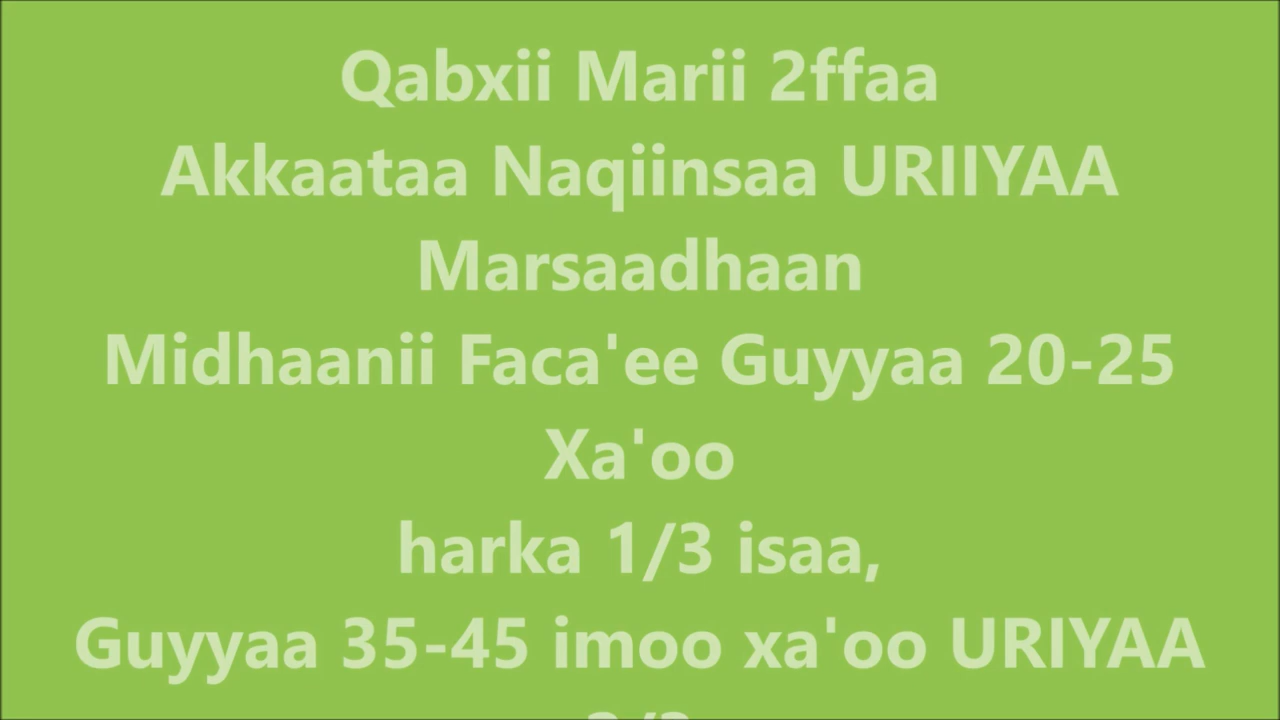 Qabxii Marii 2ffaa
Akkaataa Naqiinsaa URIIYAA
Marsaadhaan
Midhaanii Faca'ee Guyyaa 20-25
Xa'oo
harka 1/3 isaa,
Guyyaa 35-45 imoo xa'oo URIYAA